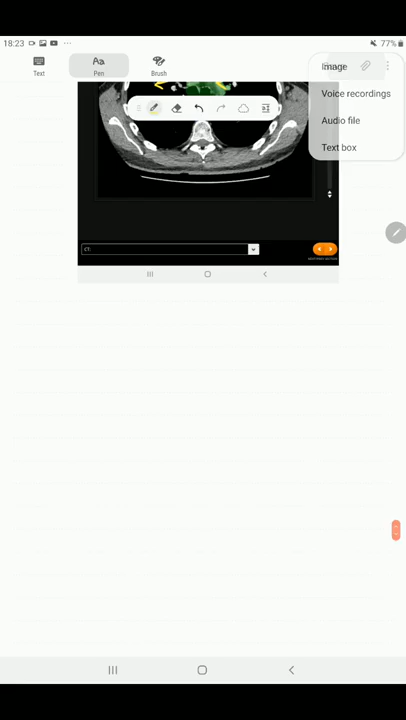 18:23 77%
Text
Pen
Brush
Image
Voice recordings
Audio file
Text box
CT: